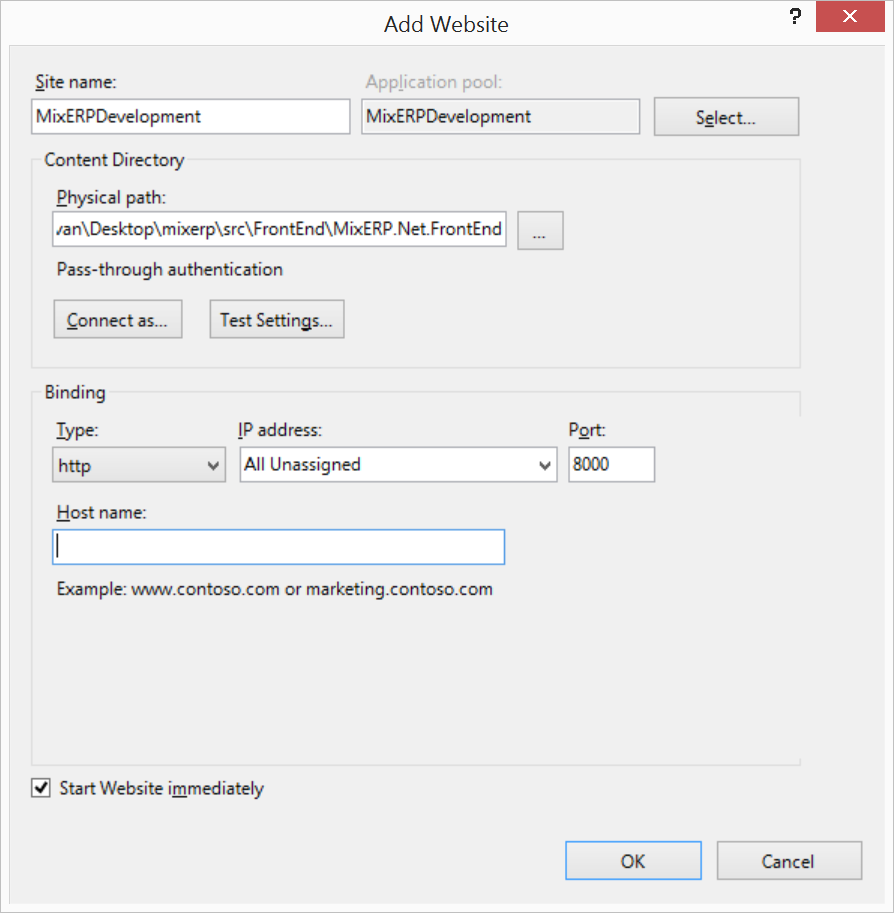 Add Website
?
Site name:
Application pool:
MixERPDevelopment
MixERPDevelopment
Select...
Content Directory
Physical path:
van\Desktop\mixerp\src\FrontEnd\MixERP.Net.FrontEnd
...
Pass-through authentication
Connect as...
Test Settings...
Binding
Type:
IP address:
Port:
http
All Unassigned
8000
Host name:
Example: www.contoso.com or marketing.contoso.com
Start Website immediately
OK
Cancel